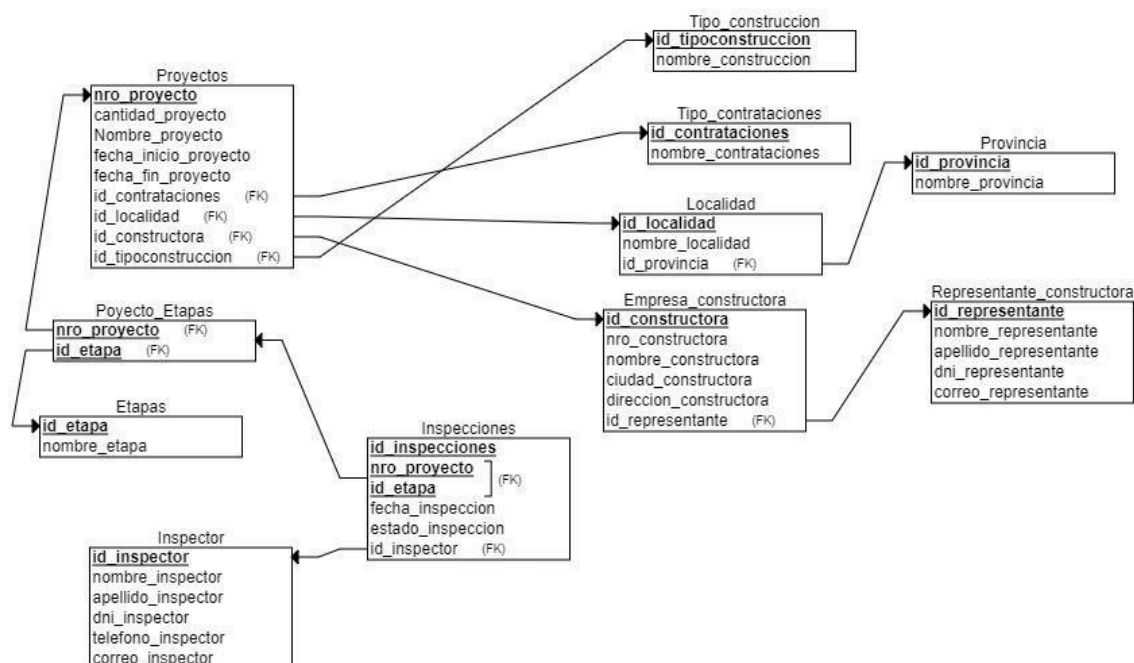 Tipo_construccion
id_tipoconstruccion
nombre_construccion
Proyectos
nro_proyecto
cantidad_proyecto
Nombre_proyecto
fecha_inicio_proyecto
fecha_fin_proyecto
id_contrataciones (FK)
id_localidad (FK)
id_constructora (FK)
id_tipoconstruccion (FK)
Tipo_contrataciones
id_contrataciones
nombre_contrataciones
Provincia
id_provincia
nombre_provincia
Localidad
id_localidad
nombre_localidad
id_provincia (FK)
Empresa_constructora
id_constructora
nro_constructora
nombre_constructora
ciudad_constructora
direccion_constructora
id_representante (FK)
Representante_constructora
id_representante
nombre_representante
apellido_representante
dni_representante
correo_representante
Poyecto_Etapas
nro_proyecto (FK)
id_etapa (FK)
Etapas
id_etapa
nombre_etapa
Inspecciones
id_inspecciones
nro_proyecto
id_etapa (FK)
fecha_inspeccion
estado_inspeccion
id_inspector (FK)
Inspector
id_inspector
nombre_inspector
apellido_inspector
dni_inspector
telefono_inspector
correo_inspector